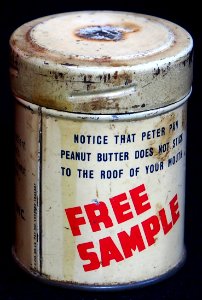 NOTICE THAT PETER PAN
PEANUT BUTTER DOES NOT STICK
TO THE ROOF OF YOUR MOUTH
FREE
SAMPLE